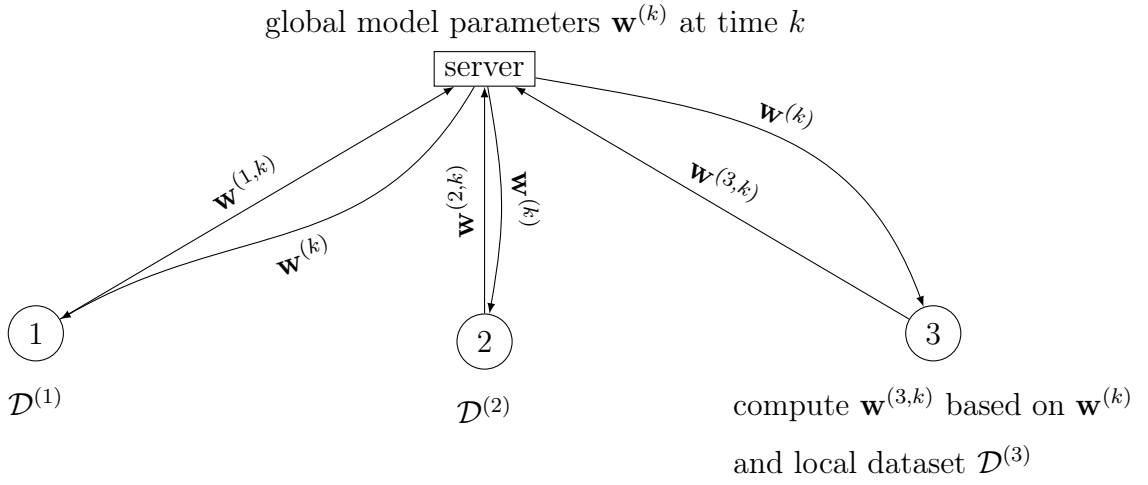 global model parameters 𝐰^(k) at time k
server
𝐰^(1,k)
𝐰^(k)
𝐰^(2,k)
𝐰^(k)
𝐰^(3,k)
𝐰^(k)
1
2
3
𝒟^(1)
𝒟^(2)
compute 𝐰^(3,k) based on 𝐰^(k)
and local dataset 𝒟^(3)